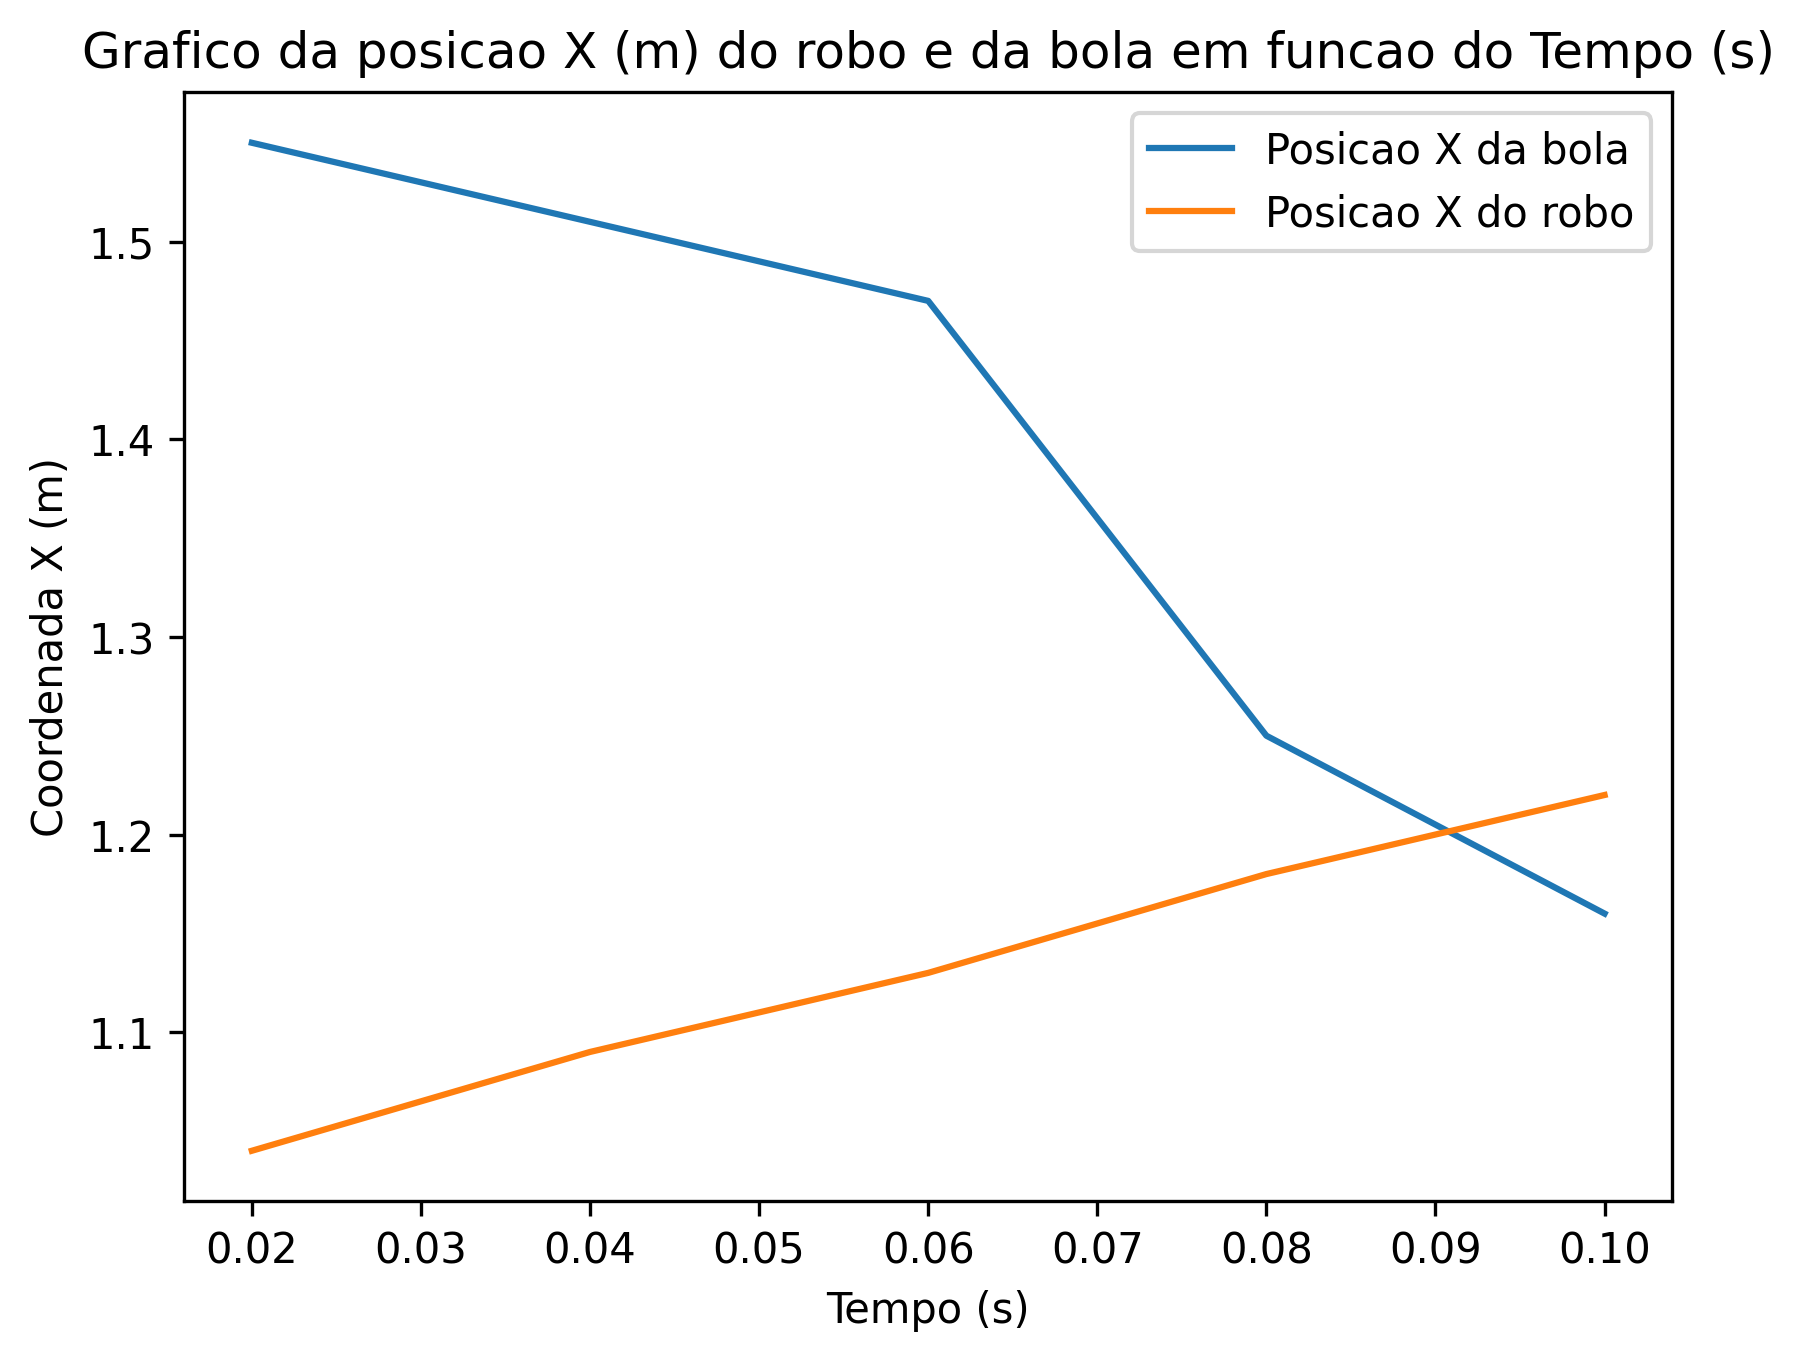 Grafico da posicao X (m) do robo e da bola em funcao do Tempo (s)
Posicao X da bola
Posicao X do robo
Coordenada X (m)
1.5
1.4
1.3
1.2
1.1
0.02 0.03 0.04 0.05 0.06 0.07 0.08 0.09 0.10
Tempo (s)